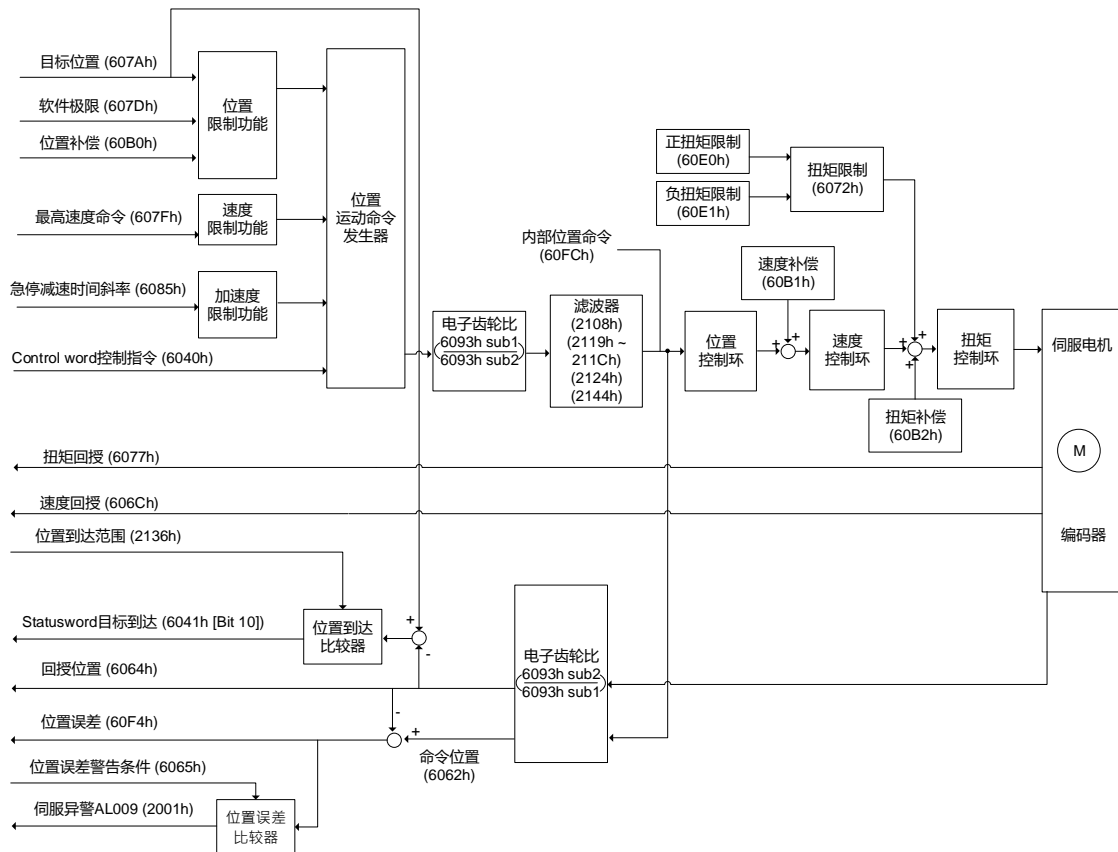 目标位置 (607Ah)
软件极限 (607Dh)
位置补偿 (60B0h)
位置
限制功能
最高速度命令 (607Fh)
速度
限制功能
急停减速时间斜率 (6085h)
加速度
限制功能
Control word控制指令 (6040h)
位置
运动命令
发生器
电子齿轮比
6093h sub1
6093h sub2
滤波器
(2108h)
(2119h ~
211Ch)
(2124h)
(2144h)
内部位置命令
(60FCh)
正扭矩限制
(60E0h)
负扭矩限制
(60E1h)
扭矩限制
(6072h)
速度补偿
(60B1h)
位置
控制环
+
+
速度
控制环
+
+
+
扭矩补偿
(60B2h)
扭矩
控制环
伺服电机
M
编码器
扭矩回授 (6077h)
速度回授 (606Ch)
位置到达范围 (2136h)
Statusword目标到达 (6041h [Bit 10])
位置到达
比较器
+
-
回授位置 (6064h)
电子齿轮比
6093h sub2
6093h sub1
-
+
位置误差 (60F4h)
命令位置
(6062h)
位置误差警告条件 (6065h)
伺服异警AL009 (2001h)
位置误差
比较器